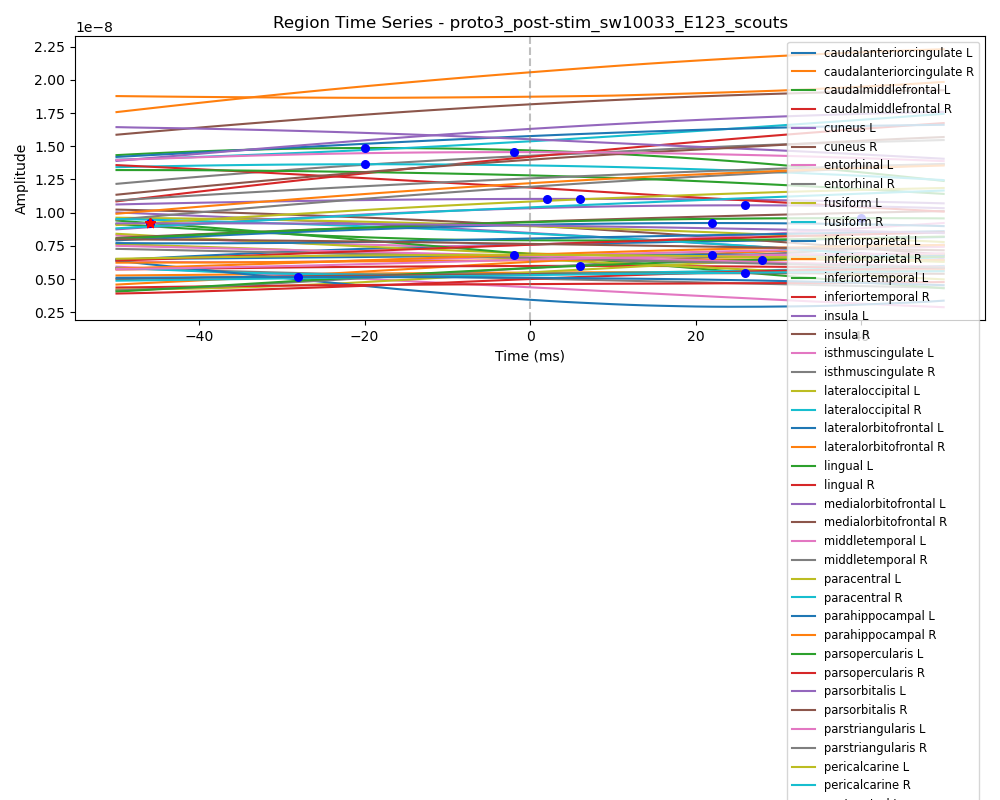 Region Time Series - proto3_post-stim_sw10033_E123_scouts
1e−8
2.25
2.00
1.75
1.50
1.25
1.00
0.75
0.50
0.25
Amplitude
−40
−20
0
20
40
Time (ms)
caudalanteriorcingulate L
caudalanteriorcingulate R
caudalmiddlefrontal L
caudalmiddlefrontal R
cuneus L
cuneus R
entorhinal L
entorhinal R
fusiform L
fusiform R
inferiorparietal L
inferiorparietal R
inferiortemporal L
inferiortemporal R
insula L
insula R
isthmuscingulate L
isthmuscingulate R
lateraloccipital L
lateraloccipital R
lateralorbitofrontal L
lateralorbitofrontal R
lingual L
lingual R
medialorbitofrontal L
medialorbitofrontal R
middletemporal L
middletemporal R
paracentral L
paracentral R
parahippocampal L
parahippocampal R
parsopercularis L
parsopercularis R
parsorbitalis L
parsorbitalis R
parstriangularis L
parstriangularis R
pericalcarine L
pericalcarine R